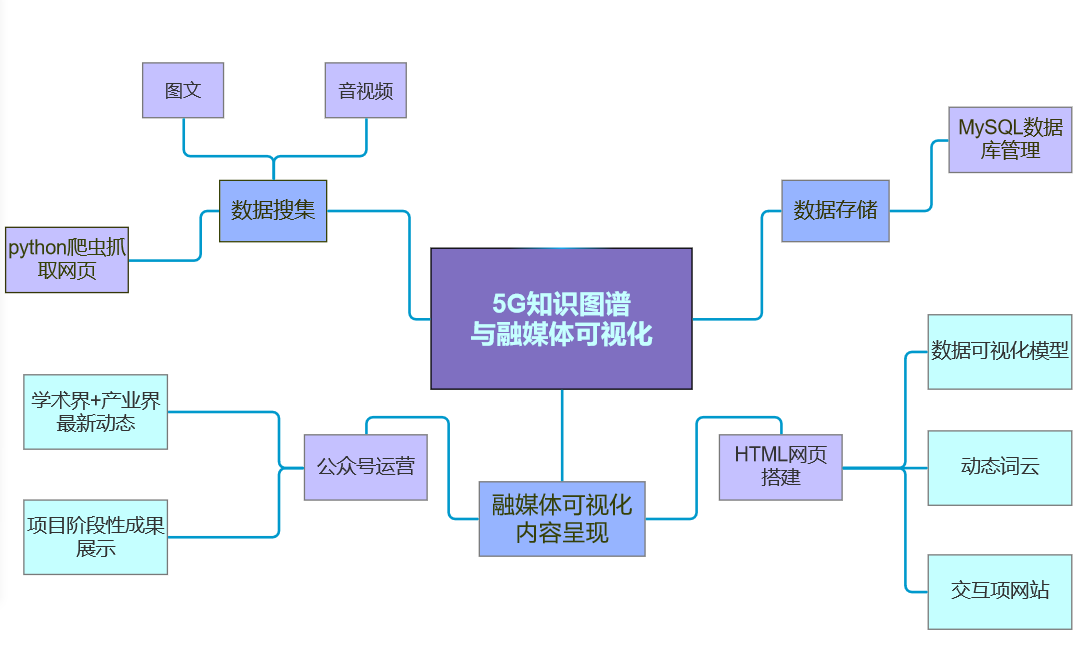 图文
音视频
MySQL数据
库管理
数据搜集
数据存储
python爬虫抓
取网页
5G知识图谱
与融媒体可视化
数据可视化模型
学术界+产业界
最新动态
公众号运营
HTML网页
搭建
动态词云
融媒体可视化
内容呈现
项目阶段性成果
展示
交互项网站